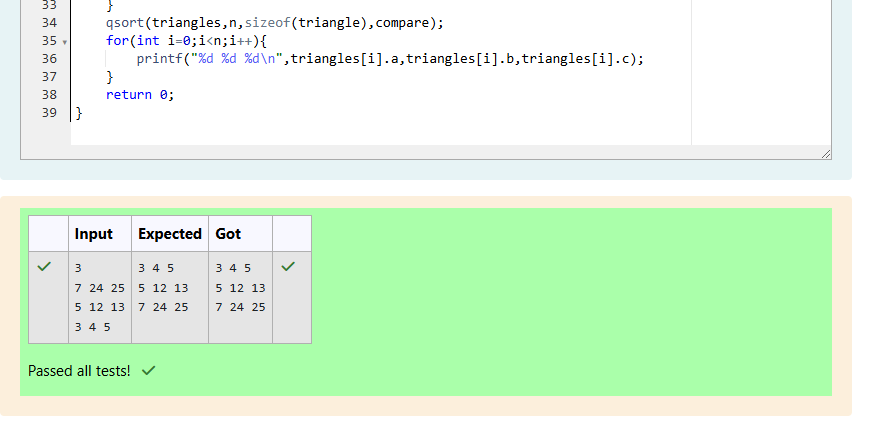 33 }
34 qsort(triangles,n,sizeof(triangle),compare);
35 for(int i=0;i<n;i++){
36 printf("%d %d %d\n",triangles[i].a,triangles[i].b,triangles[i].c);
37 }
38 return 0;
39 }
Input Expected Got
3 3 4 5 3 4 5
7 24 25 5 12 13 5 12 13
5 12 13 7 24 25 7 24 25
3 4 5
Passed all tests!